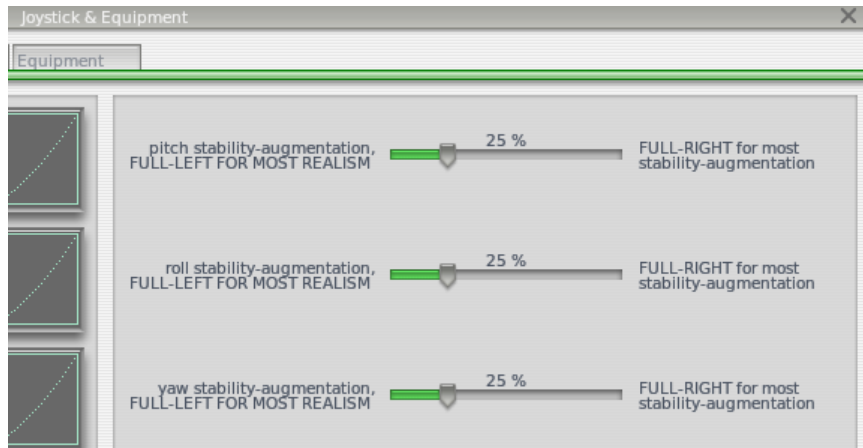 Joystick & Equipment
Equipment
pitch stability-augmentation,
FULL-LEFT FOR MOST REALISM
25 %
FULL-RIGHT for most
stability-augmentation
roll stability-augmentation,
FULL-LEFT FOR MOST REALISM
25 %
FULL-RIGHT for most
stability-augmentation
yaw stability-augmentation,
FULL-LEFT FOR MOST REALISM
25 %
FULL-RIGHT for most
stability-augmentation